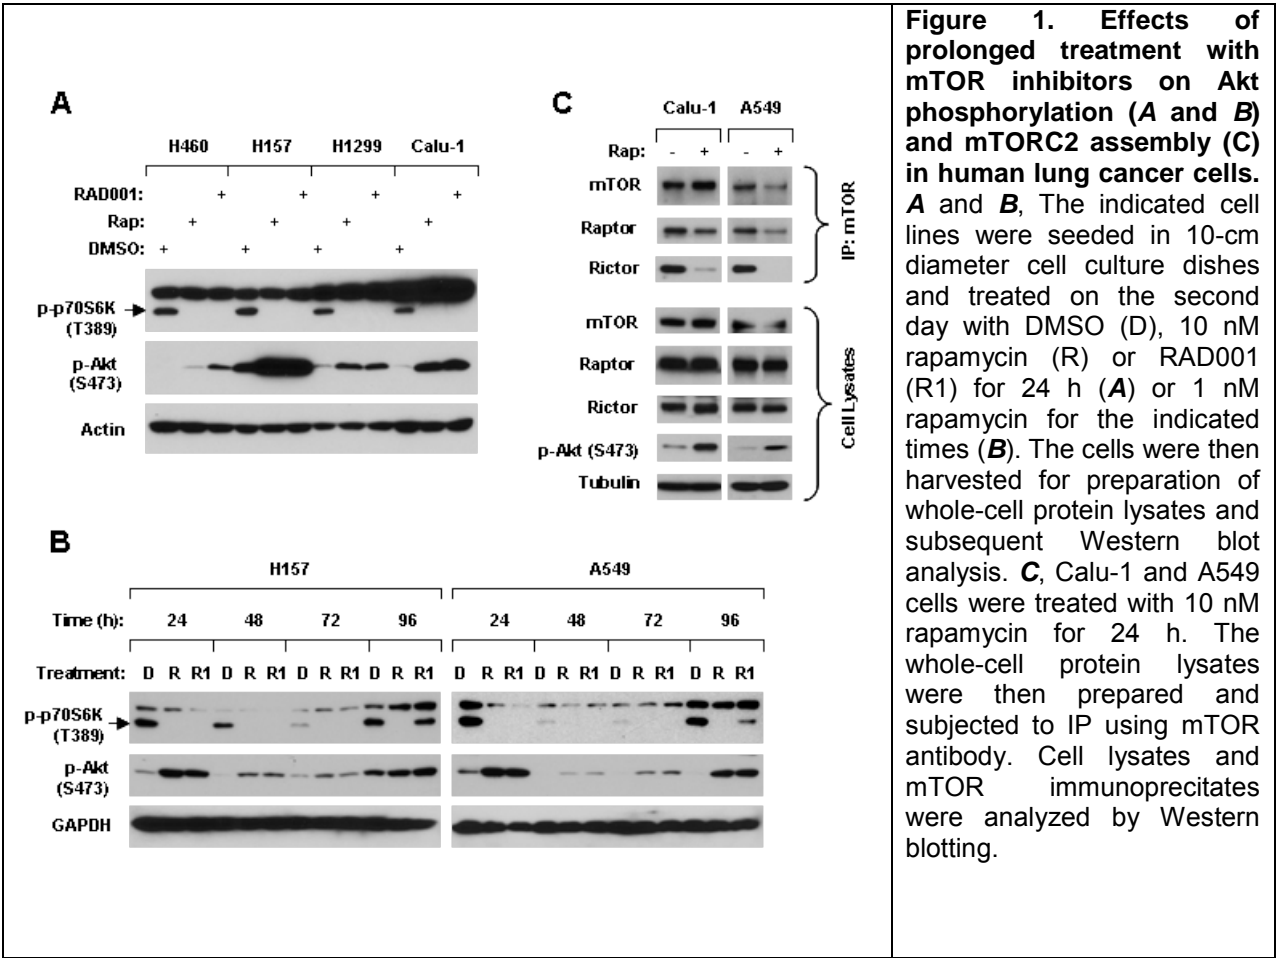 A
H460 H157 H1299 Calu-1
RAD001: + + + +
Rap: + + + +
DMSO: + + + +
p-p70S6K
(T389)
p-Akt
(S473)
Actin
B
H157 A549
Time (h): 24 48 72 96 24 48 72 96
Treatment: D R R1 D R R1 D R R1 D R R1 D R R1 D R R1 D R R1 D R R1
p-p70S6K
(T389)
p-Akt
(S473)
GAPDH
C
Calu-1 A549
Rap: - + - +
mTOR
Raptor
Rictor
IP: mTOR
mTOR
Raptor
Rictor
p-Akt (S473)
Tubulin
Cell Lysates
Figure 1. Effects of
prolonged treatment with
mTOR inhibitors on Akt
phosphorylation (A and B)
and mTORC2 assembly (C)
in human lung cancer cells.
A and B, The indicated cell
lines were seeded in 10-cm
diameter cell culture dishes
and treated on the second
day with DMSO (D), 10 nM
rapamycin (R) or RAD001
(R1) for 24 h (A) or 1 nM
rapamycin for the indicated
times (B). The cells were then
harvested for preparation of
whole-cell protein lysates and
subsequent Western blot
analysis. C, Calu-1 and A549
cells were treated with 10 nM
rapamycin for 24 h. The
whole-cell protein lysates
were then prepared and
subjected to IP using mTOR
antibody. Cell lysates and
mTOR immunoprecitates
were analyzed by Western
blotting.